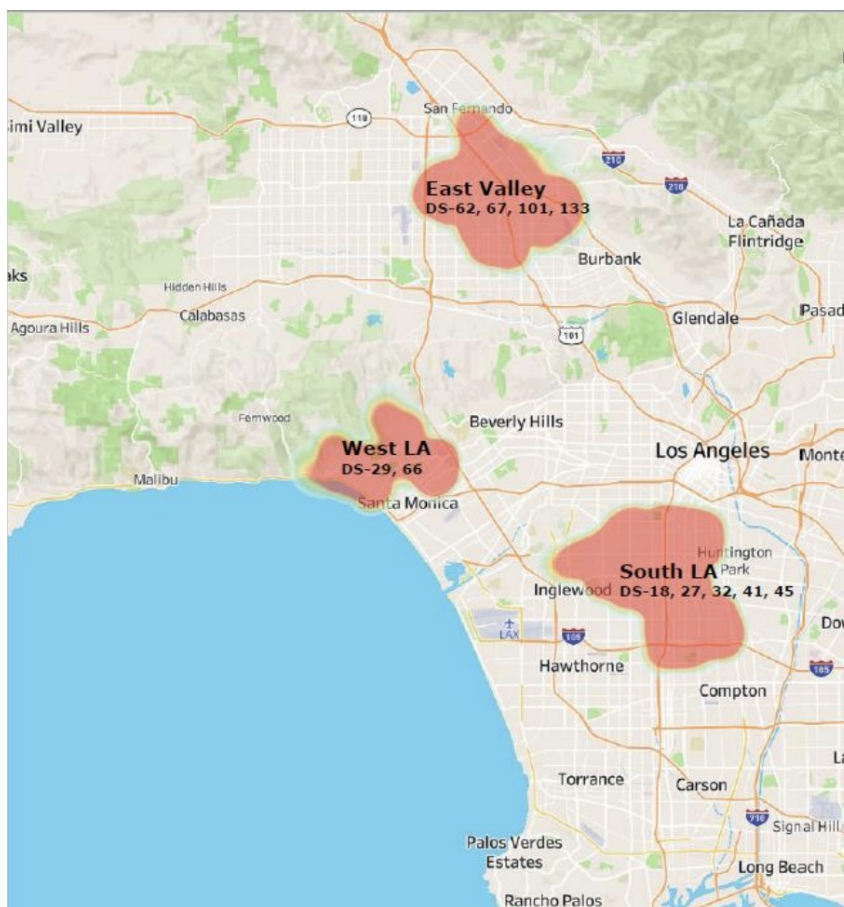 San Fernando
118
imi Valley
210
East Valley
DS-62, 67, 101, 133
210
La Cañada
Flintridge
Burbank
aks
Hidden Hills
Calabasas
Glendale
Pasad
Agoura Hills
101
Fernwood
Beverly Hills
West LA
DS-29, 66
Los Angeles
Monte
Malibu
Santa Monica
Huntington
Park
South LA
Inglewood
DS-18, 27, 32, 41, 45
LAX
105
Dow
Hawthorne
105
Compton
Torrance
Carson
La
710
Signal Hill
Palos Verdes
Estates
Long Beach
Rancho Palos